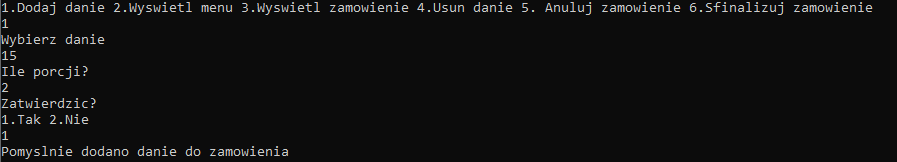 1.Dodaj danie 2.Wyswietl menu 3.Wyswietl zamowienie 4.Usun danie 5. Anuluj zamowienie 6.Sfinalizuj zamowienie
1
Wybierz danie
15
Ile porcji?
2
Zatwierdzic?
1.Tak 2.Nie
1
Pomyslnie dodano danie do zamowienia